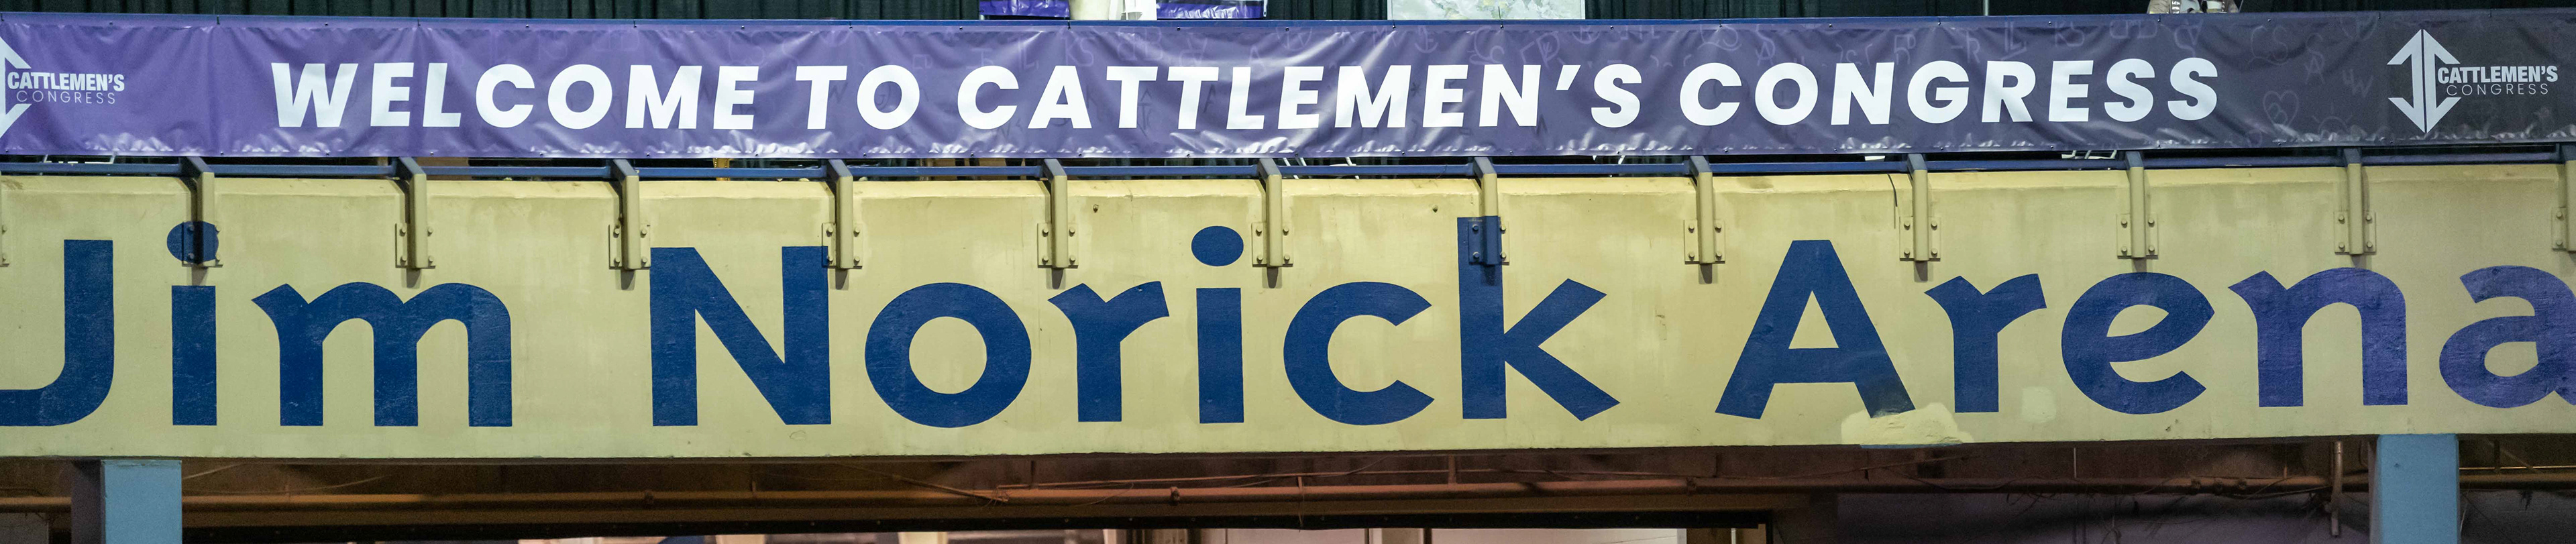 CATTLEMEN'S
CONGRESS
WELCOME TO CATTLEMEN'S CONGRESS
CATTLEMEN'S
CONGRESS
Jim Norick Arena